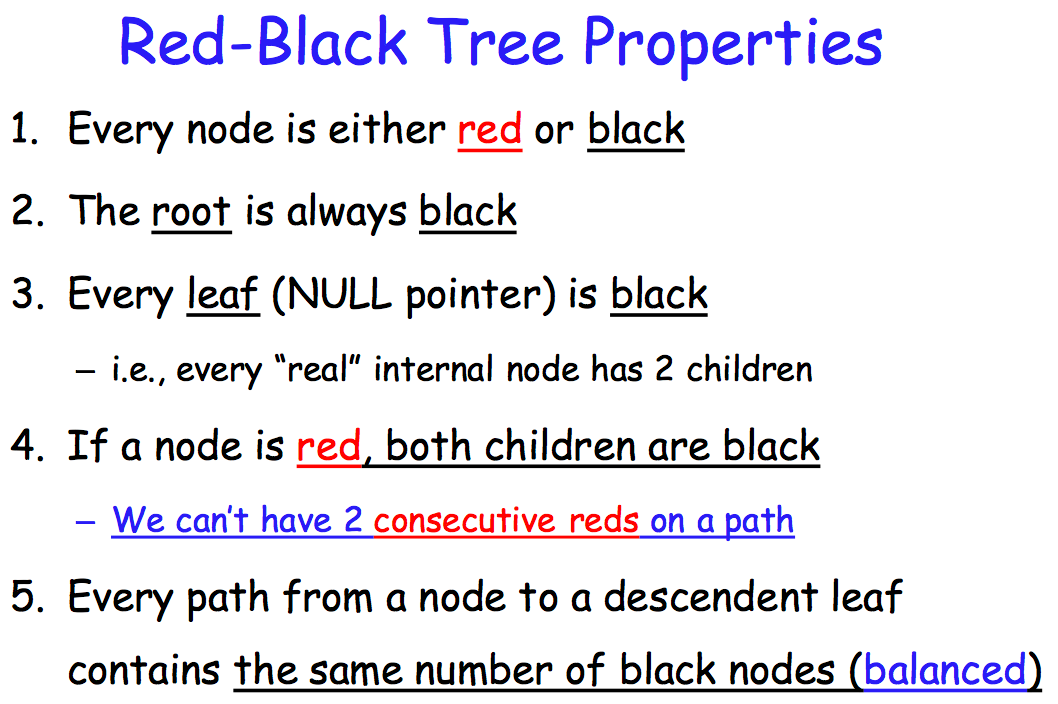 Red-Black Tree Properties
1. Every node is either red or black
2. The root is always black
3. Every leaf (NULL pointer) is black
– i.e., every “real” internal node has 2 children
4. If a node is red, both children are black
– We can’t have 2 consecutive reds on a path
5. Every path from a node to a descendent leaf
contains the same number of black nodes (balanced)